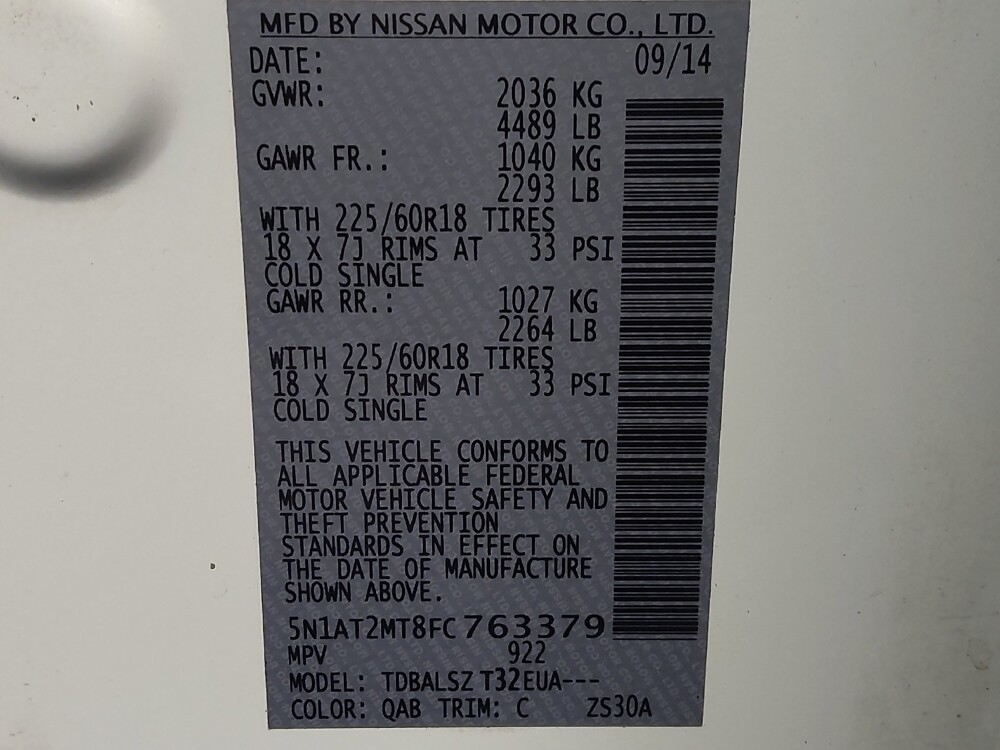 MFD BY NISSAN MOTOR CO., LTD.
DATE: 09/14
GVWR: 2036 KG
4489 LB
GAWR FR.: 1040 KG
2293 LB
WITH 225/60R18 TIRES
18 X 7J RIMS AT 33 PSI
COLD SINGLE
GAWR RR.: 1027 KG
2264 LB
WITH 225/60R18 TIRES
18 X 7J RIMS AT 33 PSI
COLD SINGLE
THIS VEHICLE CONFORMS TO
ALL APPLICABLE FEDERAL
MOTOR VEHICLE SAFETY AND
THEFT PREVENTION
STANDARDS IN EFFECT ON
THE DATE OF MANUFACTURE
SHOWN ABOVE.
5N1AT2MT8FC763379
MPV 922
MODEL: TDBALSZ T32EUA---
COLOR: QAB TRIM: C ZS30A